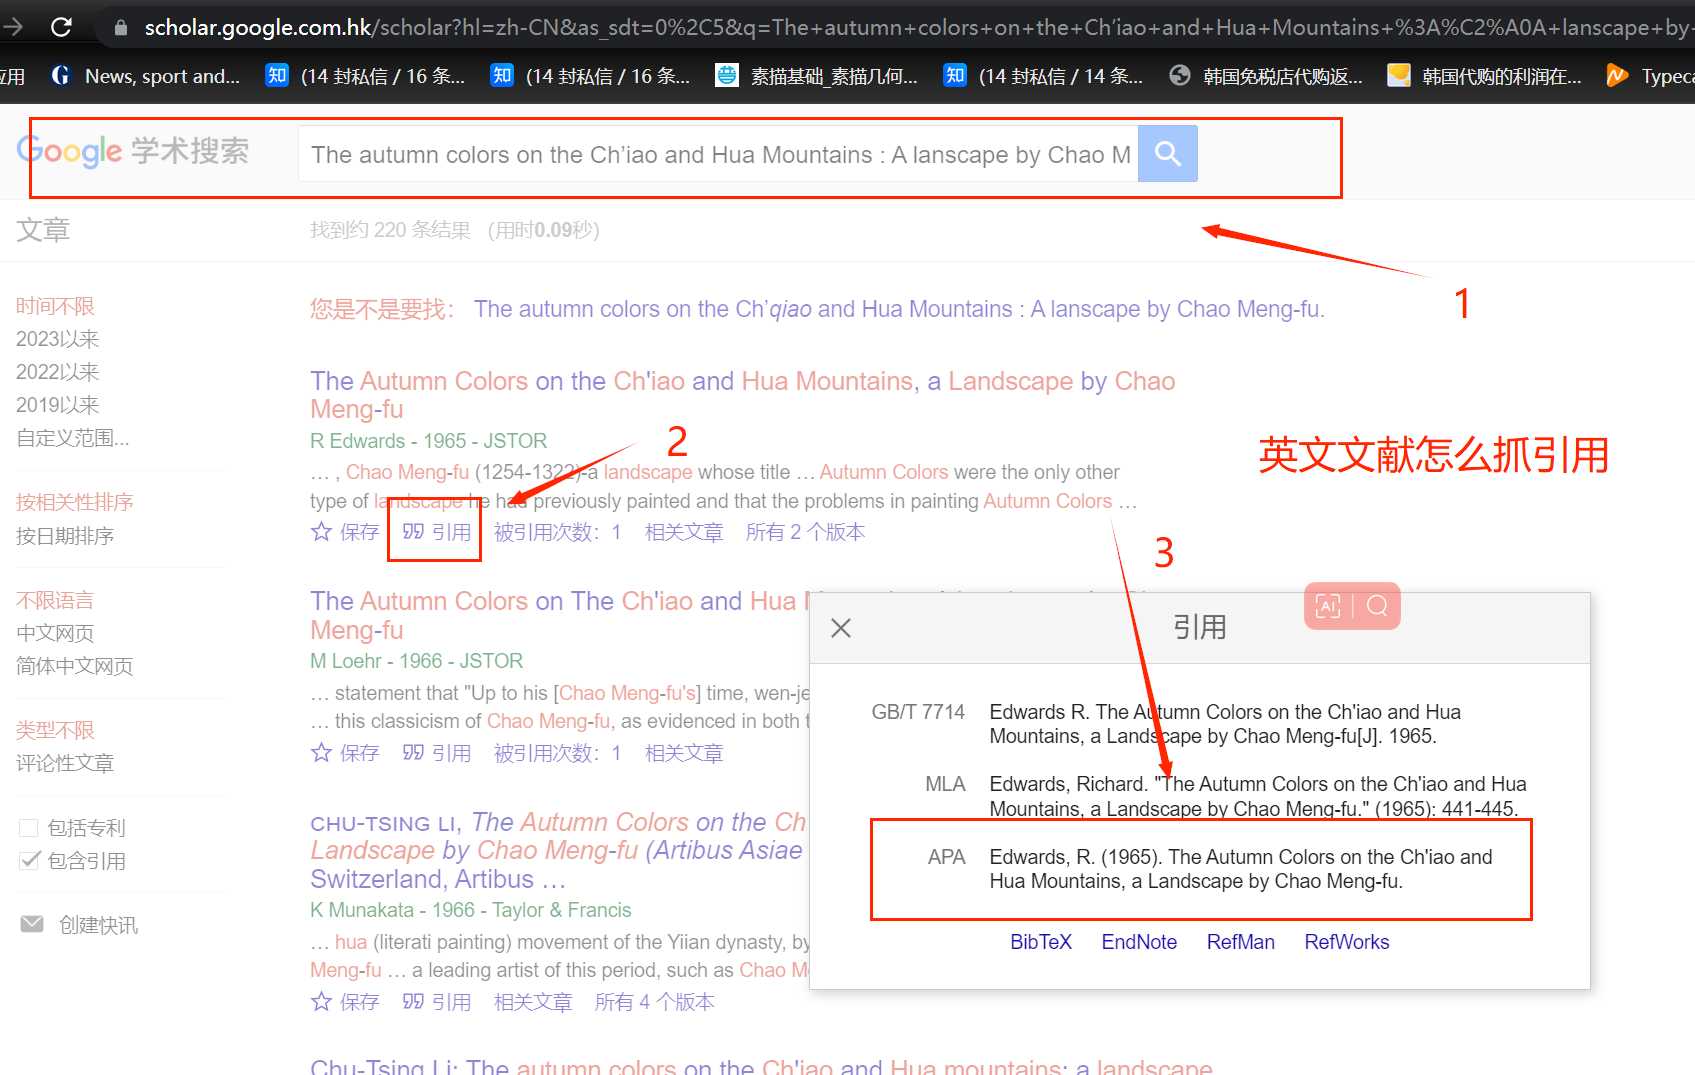 scholar.google.com.hk/scholar?hl=zh-CN&as_sdt=0%2C5&q=The+autumn+colors+on+the+Ch'iao+and+Hua+Mountains+%3A%C2%A0A+lanscape+by
应用 News, sport and... (14 封私信 / 16 条... (14 封私信 / 16 条... 素描基础_素描几何... (14 封私信 / 14 条... 韩国免税店代购返... 韩国代购的利润在... Typeca
Google 学术搜索
The autumn colors on the Ch’iao and Hua Mountains : A lanscape by Chao M
文章
找到约 220 条结果 (用时0.09秒)
1
时间不限
2023以来
2022以来
2019以来
自定义范围...
按相关性排序
按日期排序
不限语言
中文网页
简体中文网页
类型不限
评论性文章
包括专利
包含引用
创建快讯
您是不是要找： The autumn colors on the Ch’qiao and Hua Mountains : A lanscape by Chao Meng-fu.
The Autumn Colors on the Ch'iao and Hua Mountains, a Landscape by Chao
Meng-fu
R Edwards - 1965 - JSTOR
2
… , Chao Meng-fu (1254-1322)-a landscape whose title … Autumn Colors were the only other
type of landscape he had previously painted and that the problems in painting Autumn Colors …
保存 引用 被引用次数：1 相关文章 所有 2 个版本
英文文献怎么抓引用
3
The Autumn Colors on The Ch'iao and Hua
Meng-fu
M Loehr - 1966 - JSTOR
… statement that "Up to his [Chao Meng-fu's] time, wen-je
… this classicism of Chao Meng-fu, as evidenced in both
保存 引用 被引用次数：1 相关文章
CHU-TSING LI, The Autumn Colors on the Ch
Landscape by Chao Meng-fu (Artibus Asiae
Switzerland, Artibus …
K Munakata - 1966 - Taylor & Francis
… hua (literati painting) movement of the Yiian dynasty, by
Meng-fu … a leading artist of this period, such as Chao M
保存 引用 相关文章 所有 4 个版本
Chu-Tsing Li: The autumn colors on the Ch'iao and Hua mountains: a landscape
引用
AI
GB/T 7714 Edwards R. The Autumn Colors on the Ch'iao and Hua
Mountains, a Landscape by Chao Meng-fu[J]. 1965.
MLA Edwards, Richard. "The Autumn Colors on the Ch'iao and Hua
Mountains, a Landscape by Chao Meng-fu." (1965): 441-445.
APA Edwards, R. (1965). The Autumn Colors on the Ch'iao and
Hua Mountains, a Landscape by Chao Meng-fu.
BibTeX EndNote RefMan RefWorks